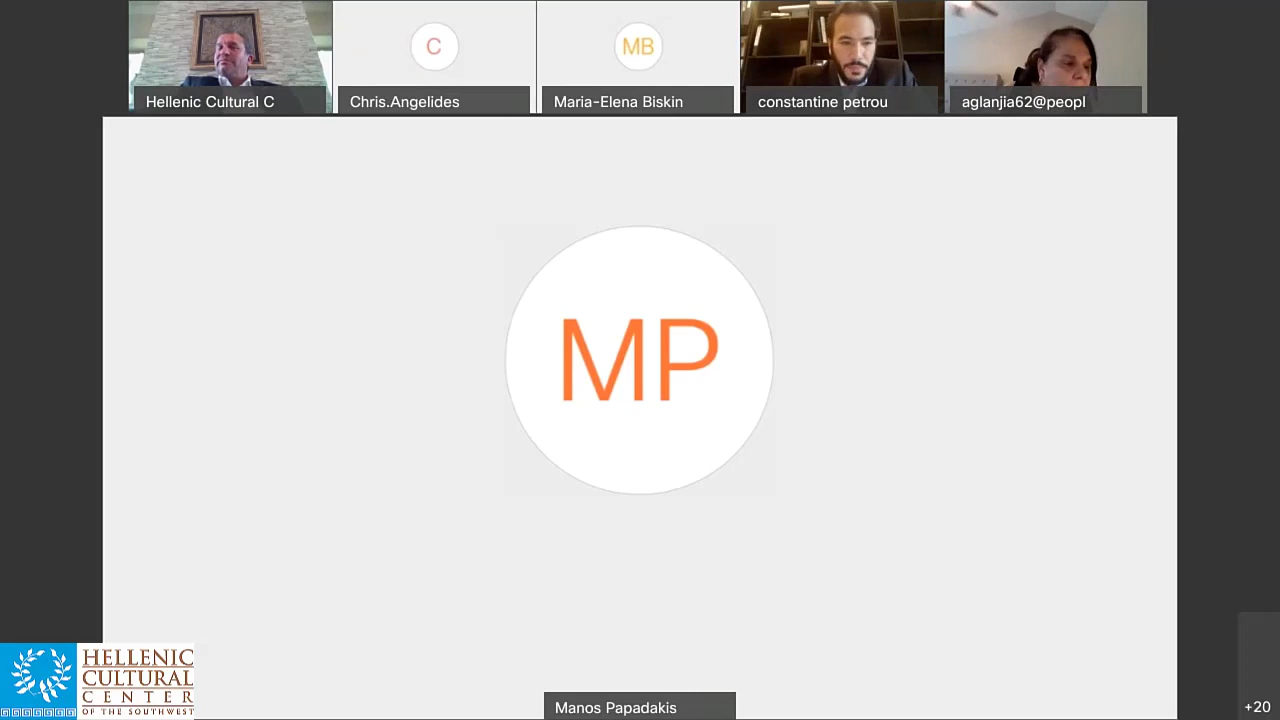 C
MB
Hellenic Cultural C
Chris.Angelides
Maria-Elena Biskin
constantine petrou
aglanjia62@peopl
MP
HELLENIC
CULTURAL
CENTER
OF THE SOUTHWEST
Manos Papadakis
+20